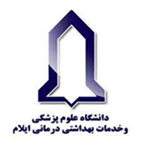 دانشگاه علوم پزشکی
وخدمات بهداشتی درمانی ایلام